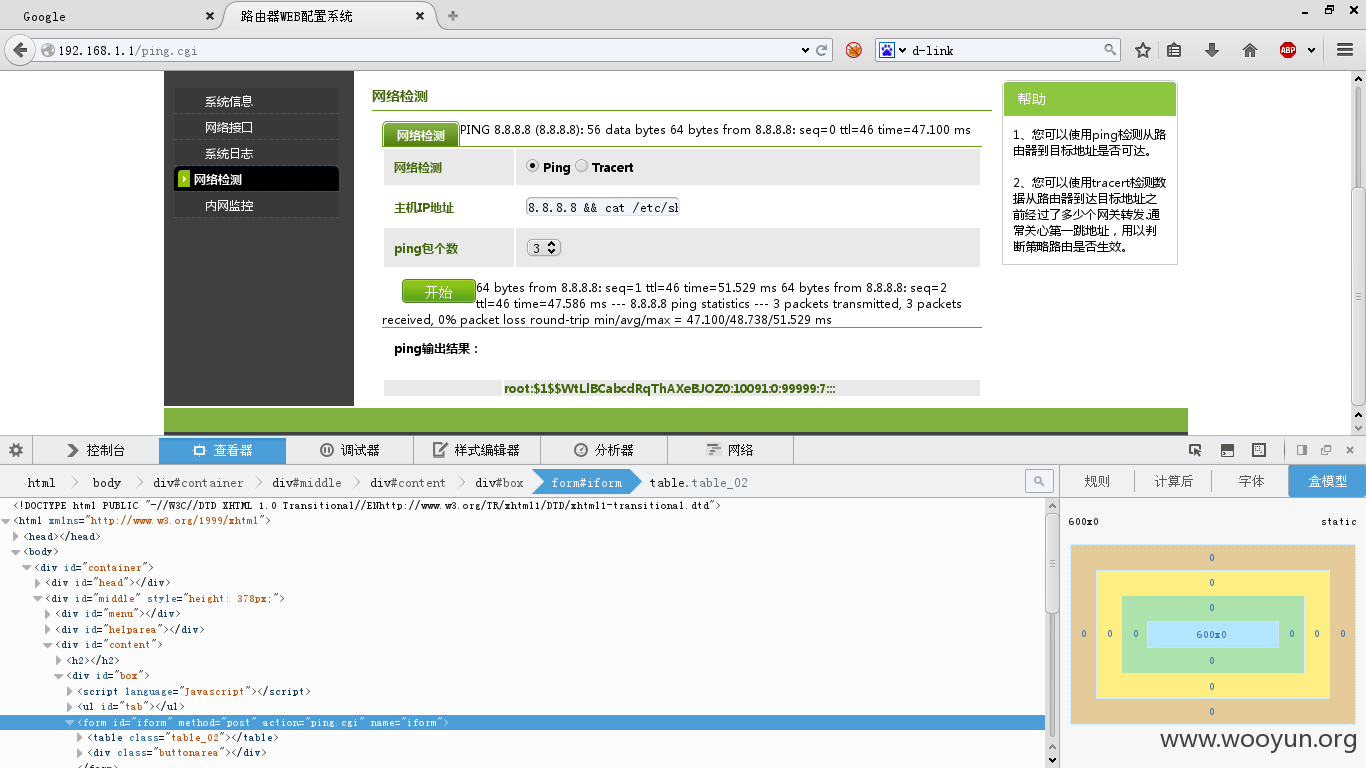 Google
路由器WEB配置系统
192.168.1.1/ping.cgi
d-link
ABP
系统信息
网络接口
系统日志
网络检测
内网监控
网络检测
网络检测
PING 8.8.8.8 (8.8.8.8): 56 data bytes 64 bytes from 8.8.8.8: seq=0 ttl=46 time=47.100 ms
网络检测
Ping
Tracert
主机IP地址
8.8.8.8 && cat /etc/sl
ping包个数
3
开始
64 bytes from 8.8.8.8: seq=1 ttl=46 time=51.529 ms 64 bytes from 8.8.8.8: seq=2
ttl=46 time=47.586 ms --- 8.8.8.8 ping statistics --- 3 packets transmitted, 3 packets
received, 0% packet loss round-trip min/avg/max = 47.100/48.738/51.529 ms
ping输出结果：
root:$1$$WtLlBCabcdRqThAXeBJOZ0:10091:0:99999:7:::
帮助
1、您可以使用ping检测从路
由器到目标地址是否可达。
2、您可以使用tracert检测数
据从路由器到达目标地址之
前经过了多少个网关转发.通
常关心第一跳地址，用以判
断策略路由是否生效。
控制台
查看器
调试器
样式编辑器
分析器
网络
html
body
div#container
div#middle
div#content
div#box
form#iform
table.table_02
规则
计算后
字体
盒模型
<!DOCTYPE html PUBLIC "-//W3C//DTD XHTML 1.0 Transitional//ENhttp://www.w3.org/TR/xhtml1/DTD/xhtml1-transitional.dtd">
<html xmlns="http://www.w3.org/1999/xhtml">
<head></head>
<body>
<div id="container">
<div id="head"></div>
<div id="middle" style="height: 378px;">
<div id="menu"></div>
<div id="helparea"></div>
<div id="content">
<h2></h2>
<div id="box">
<script language="Javascript"></script>
<ul id="tab"></ul>
<form id="iform" method="post" action="ping.cgi" name="iform">
<table class="table_02"></table>
<div class="buttonarea"></div>
</form>
600x0
static
0
0
0
0 0 0 600x0 0 0 0
0
0
0
www.wooyun.org